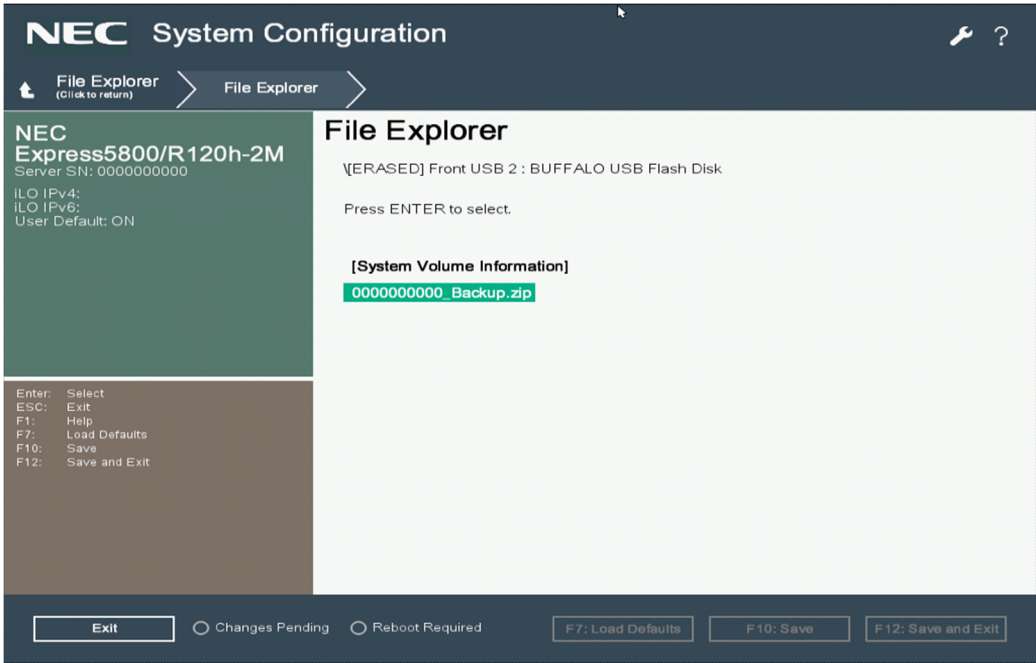 NEC System Configuration
?
File Explorer
(Click to return)
File Explorer
NEC
Express5800/R120h-2M
Server SN: 0000000000
iLO IPv4:
iLO IPv6:
User Default: ON
Enter: Select
ESC: Exit
F1: Help
F7: Load Defaults
F10: Save
F12: Save and Exit
File Explorer
\[ERASED] Front USB 2 : BUFFALO USB Flash Disk
Press ENTER to select.
[System Volume Information]
0000000000_Backup.zip
Exit
Changes Pending
Reboot Required
F7: Load Defaults
F10: Save
F12: Save and Exit